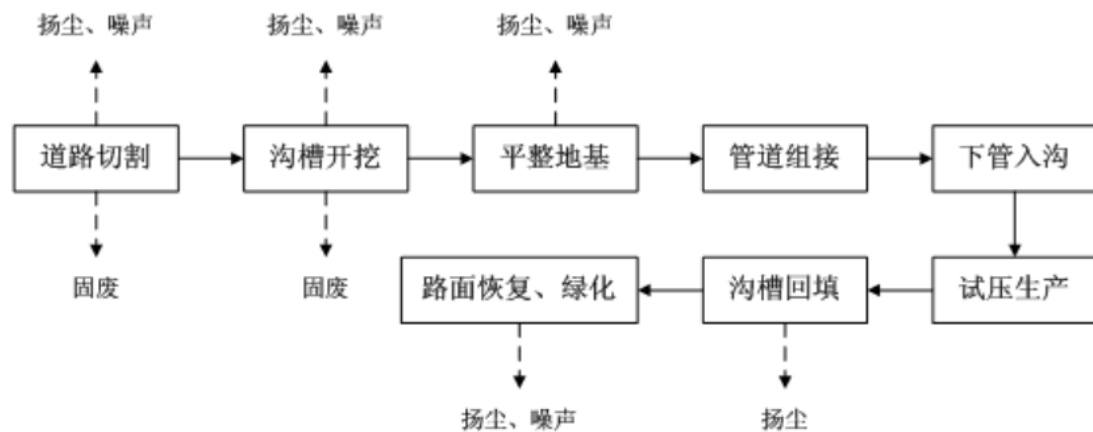 扬尘、噪声
扬尘、噪声
扬尘、噪声
道路切割
沟槽开挖
平整地基
管道组接
下管入沟
固废
固废
路面恢复、绿化
沟槽回填
试压生产
扬尘、噪声
扬尘